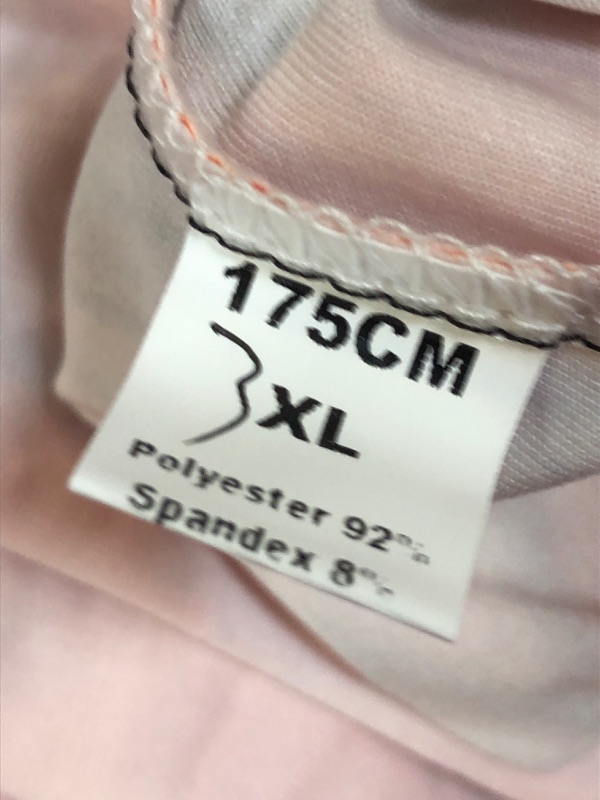 175CM
3XL
Polyester 92%
Spandex 8%